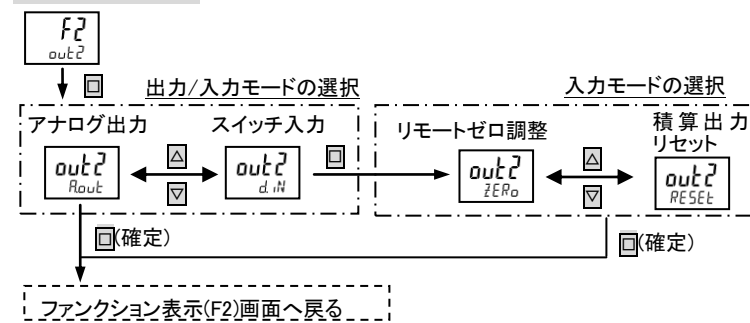 F2
out2
出力/入力モードの選択
入力モードの選択
アナログ出力
スイッチ入力
リモートゼロ調整
積算出力
リセット
out2
A.out
out2
d.iN
out2
ZERo
out2
RESEt
(確定)
(確定)
ファンクション表示(F2)画面へ戻る